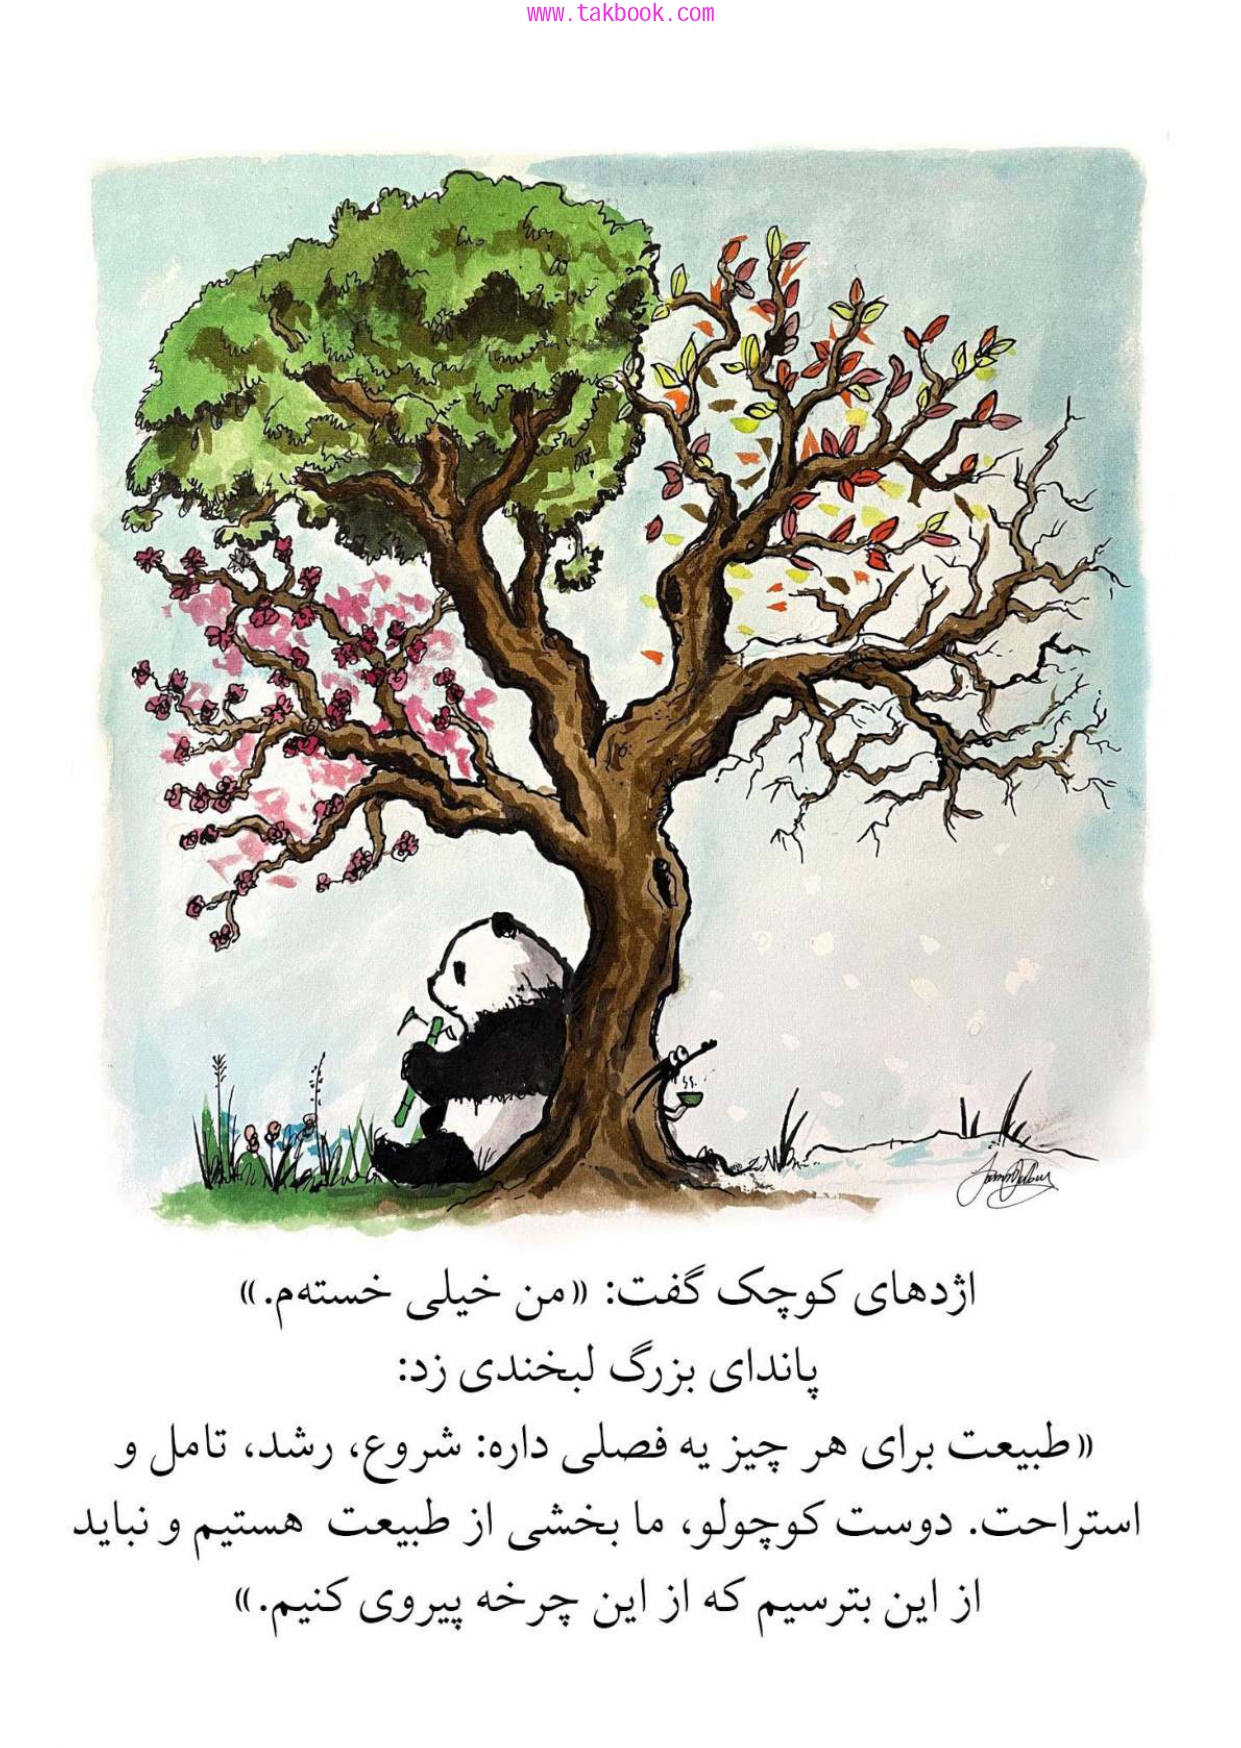 www.takbook.com
اژدهای کوچک گفت: «من خیلی خسته‌م.»
پاندای بزرگ لبخندی زد:
«طبیعت برای هر چیز یه فصلی داره: شروع، رشد، تامل و
استراحت. دوست کوچولو، ما بخشی از طبیعت هستیم و نباید
از این بترسیم که از این چرخه پیروی کنیم.»